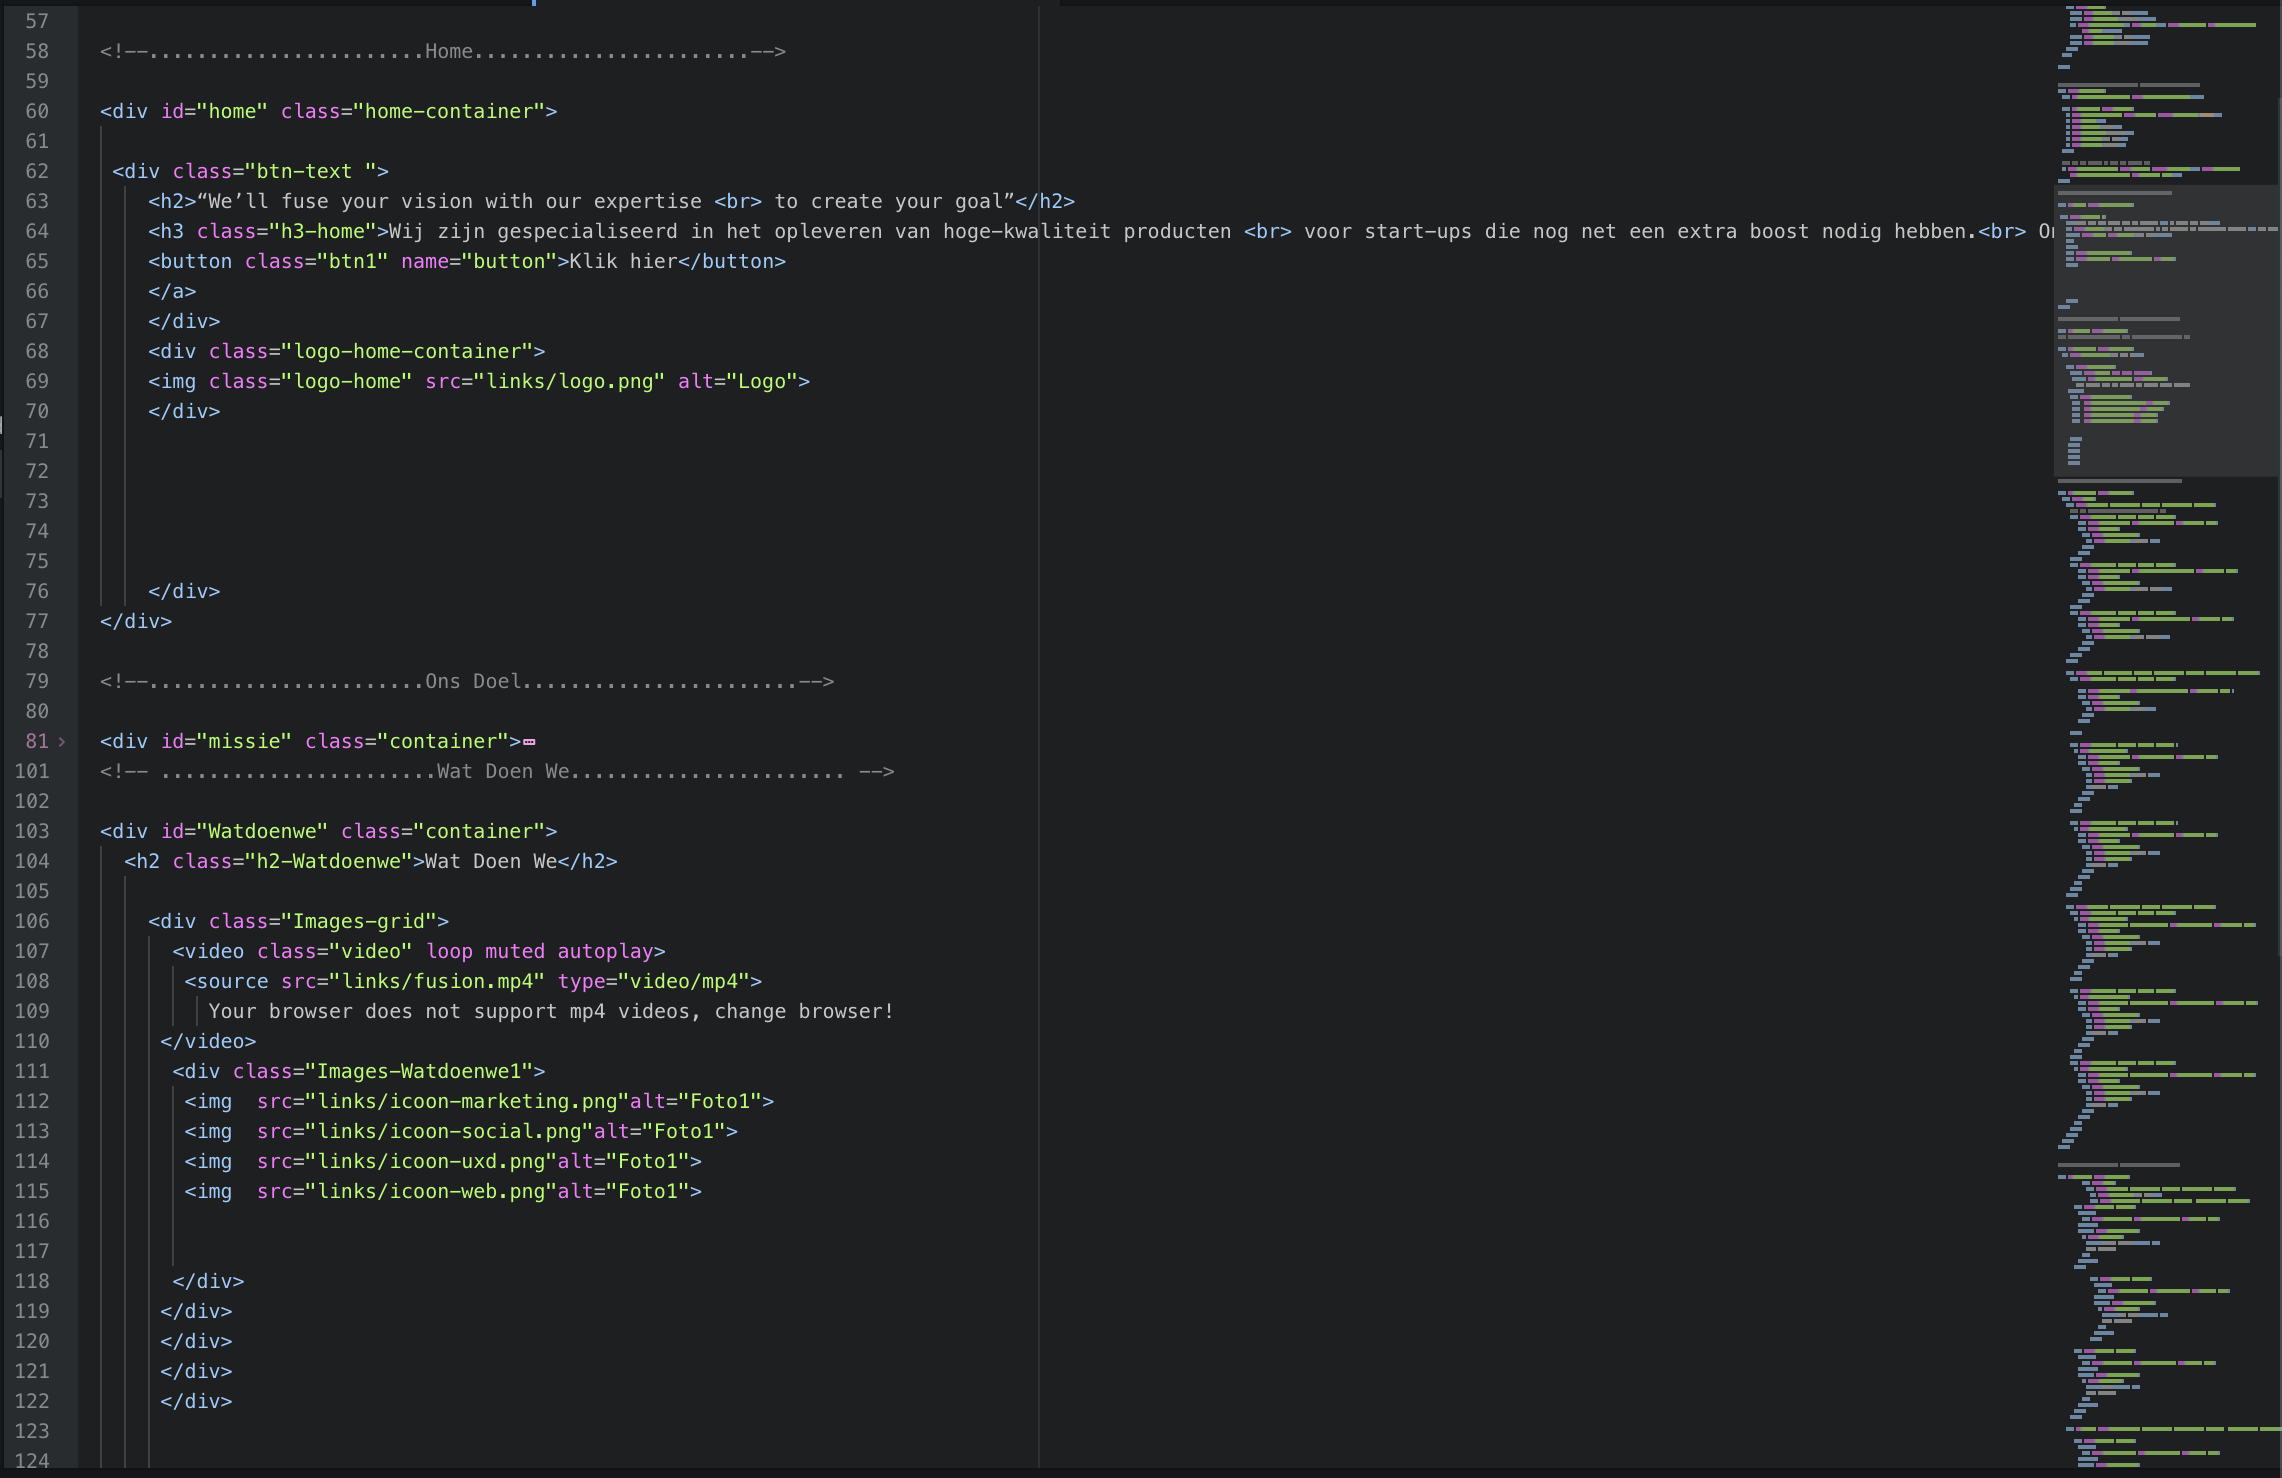 57
58 <!--.......................Home.......................-->
59
60 <div id="home" class="home-container">
61
62 <div class="btn-text ">
63 <h2>“We’ll fuse your vision with our expertise <br> to create your goal”</h2>
64 <h3 class="h3-home">Wij zijn gespecialiseerd in het opleveren van hoge-kwaliteit producten <br> voor start-ups die nog net een extra boost nodig hebben.<br>
65 <button class="btn1" name="button">Klik hier</button>
66 </a>
67 </div>
68 <div class="logo-home-container">
69 <img class="logo-home" src="links/logo.png" alt="Logo">
70 </div>
71
72
73
74
75
76 </div>
77 </div>
78
79 <!--.......................Ons Doel.......................-->
80
81 <div id="missie" class="container">
101 <!-- .......................Wat Doen We....................... -->
102
103 <div id="Watdoenwe" class="container">
104 <h2 class="h2-Watdoenwe">Wat Doen We</h2>
105
106 <div class="Images-grid">
107 <video class="video" loop muted autoplay>
108 <source src="links/fusion.mp4" type="video/mp4">
109 Your browser does not support mp4 videos, change browser!
110 </video>
111 <div class="Images-Watdoenwe1">
112 <img  src="links/icoon-marketing.png"alt="Foto1">
113 <img  src="links/icoon-social.png"alt="Foto1">
114 <img  src="links/icoon-uxd.png"alt="Foto1">
115 <img  src="links/icoon-web.png"alt="Foto1">
116
117
118 </div>
119 </div>
120 </div>
121 </div>
122 </div>
123
124